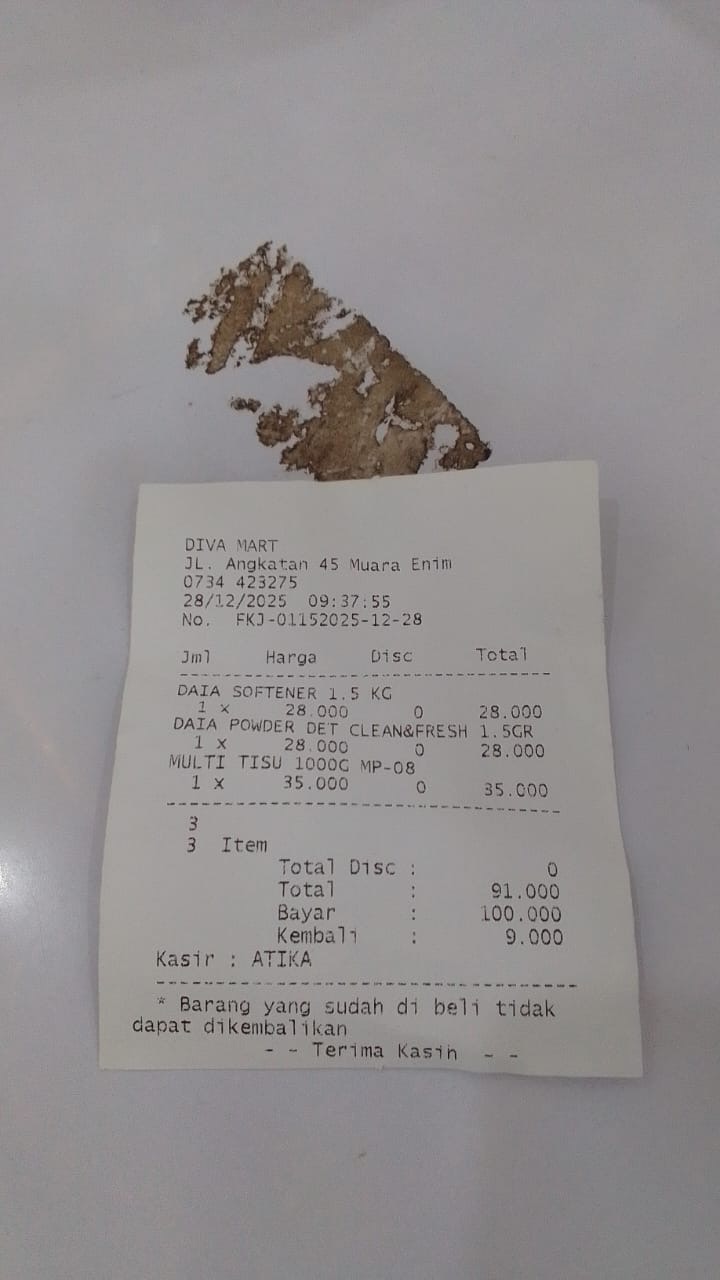 DIVA MART
JL. Angkatan 45 Muara Enim
0734 423275
28/12/2025 09:37:55
No. FKJ-01152025-12-28
Jml Harga Disc Total
DAIA SOFTENER 1.5 KG
1 x 28.000 0 28.000
DAIA POWDER DET CLEAN&FRESH 1.5GR
1 x 28.000 0 28.000
MULTI TISU 1000G MP-08
1 x 35.000 0 35.000
3
3 Item
Total Disc : 0
Total : 91.000
Bayar : 100.000
Kembali : 9.000
Kasir : ATIKA
* Barang yang sudah di beli tidak
dapat dikembalikan
- - Terima Kasih - -